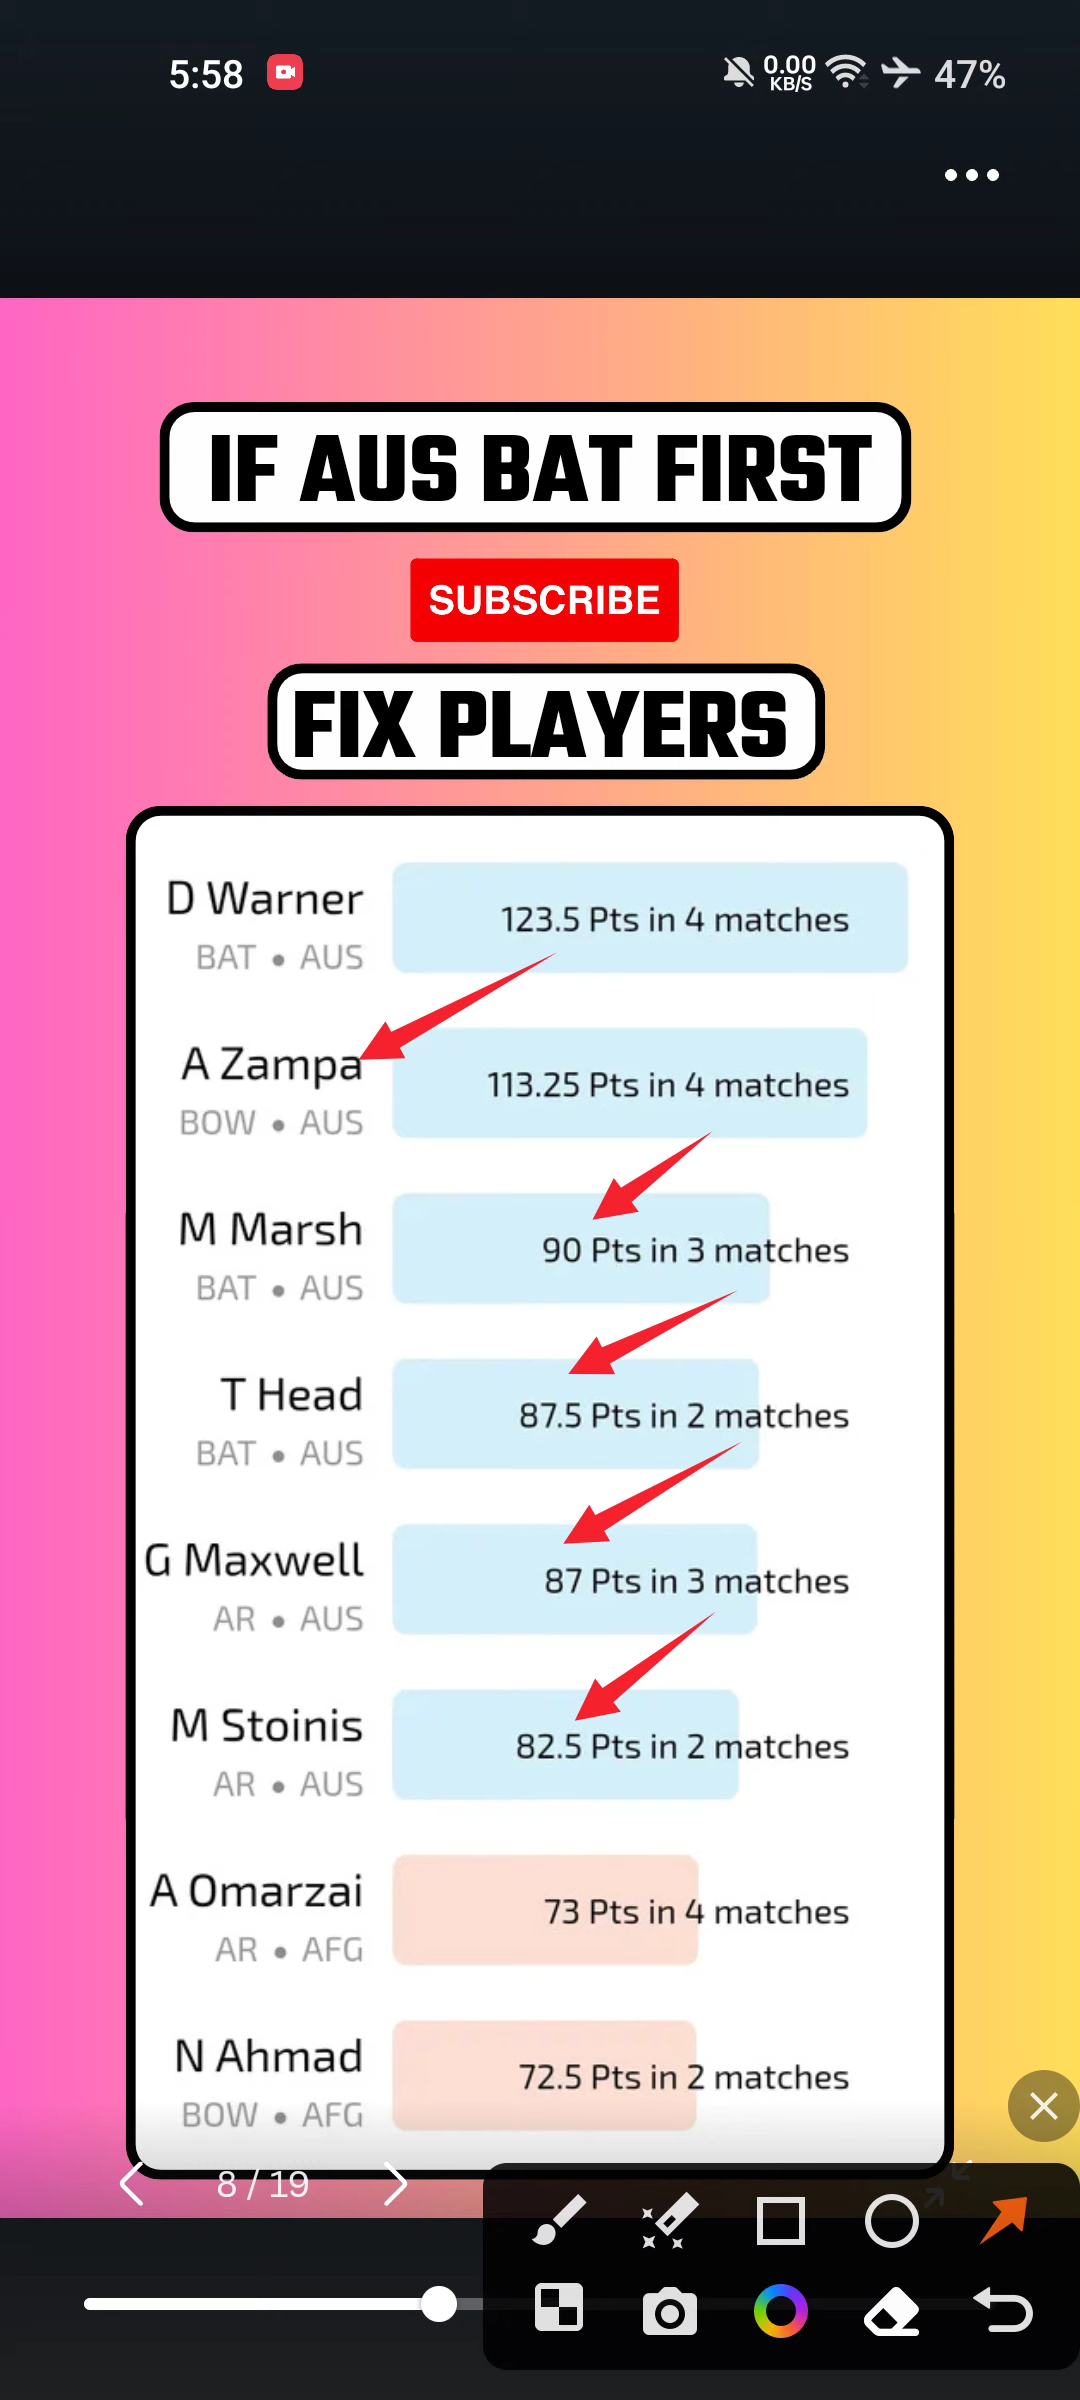 5:58
0.00
KB/S
47%
IF AUS BAT FIRST
SUBSCRIBE
FIX PLAYERS
D Warner
123.5 Pts in 4 matches
BAT • AUS
A Zampa
113.25 Pts in 4 matches
BOW • AUS
M Marsh
90 Pts in 3 matches
BAT • AUS
T Head
87.5 Pts in 2 matches
BAT • AUS
G Maxwell
87 Pts in 3 matches
AR • AUS
M Stoinis
82.5 Pts in 2 matches
AR • AUS
A Omarzai
73 Pts in 4 matches
AR • AFG
N Ahmad
72.5 Pts in 2 matches
BOW • AFG
8 / 19